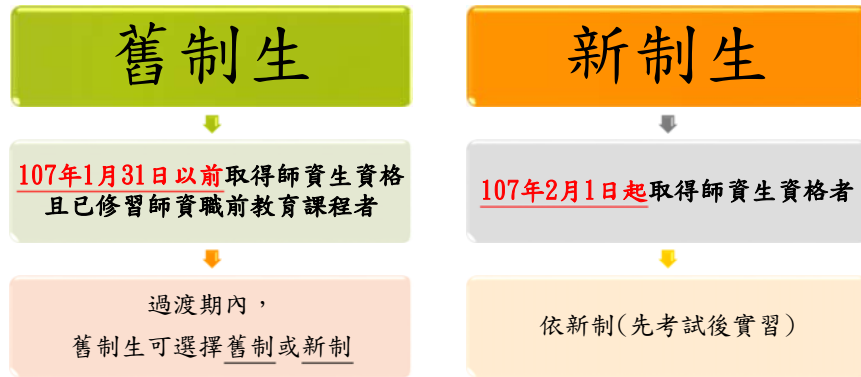 舊制生
107年1月31日以前取得師資生資格
且已修習師資職前教育課程者
過渡期內，
舊制生可選擇舊制或新制
新制生
107年2月1日起取得師資生資格者
依新制(先考試後實習)